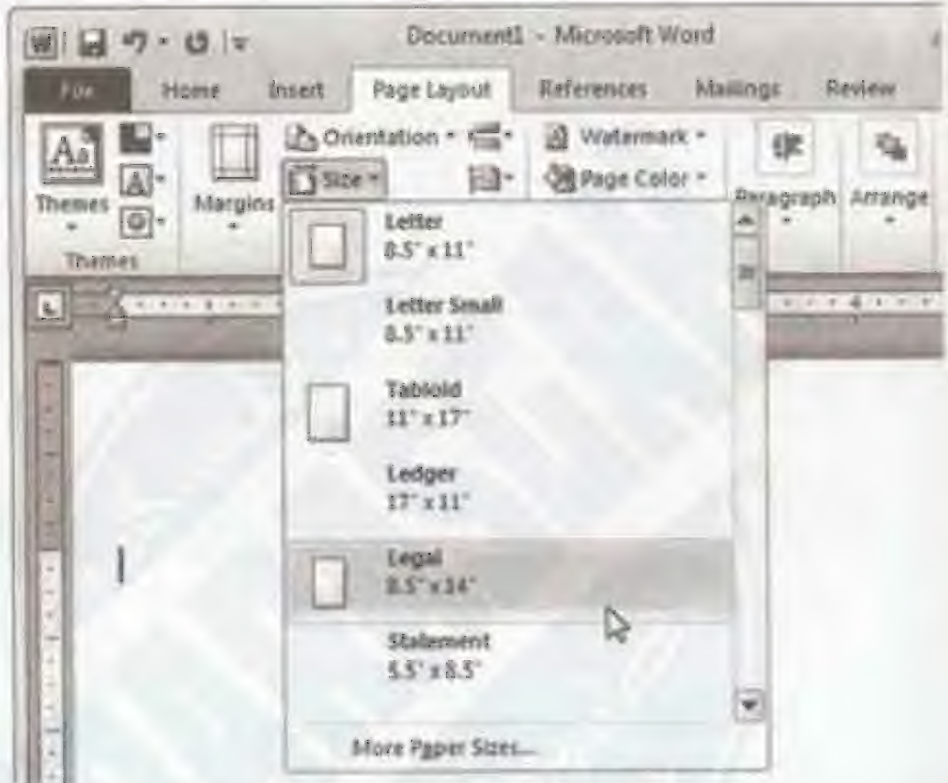 Document1 - Microsoft Word
File Home Insert Page Layout References Mailings Review
Orientation Watermark
Size Page Color
Themes Margins Paragraph Arrange
Themes
Letter
8.5" x 11"
Letter Small
8.5" x 11"
Tabloid
11" x 17"
Ledger
17" x 11"
Legal
8.5" x 14"
Statement
5.5" x 8.5"
More Paper Sizes...